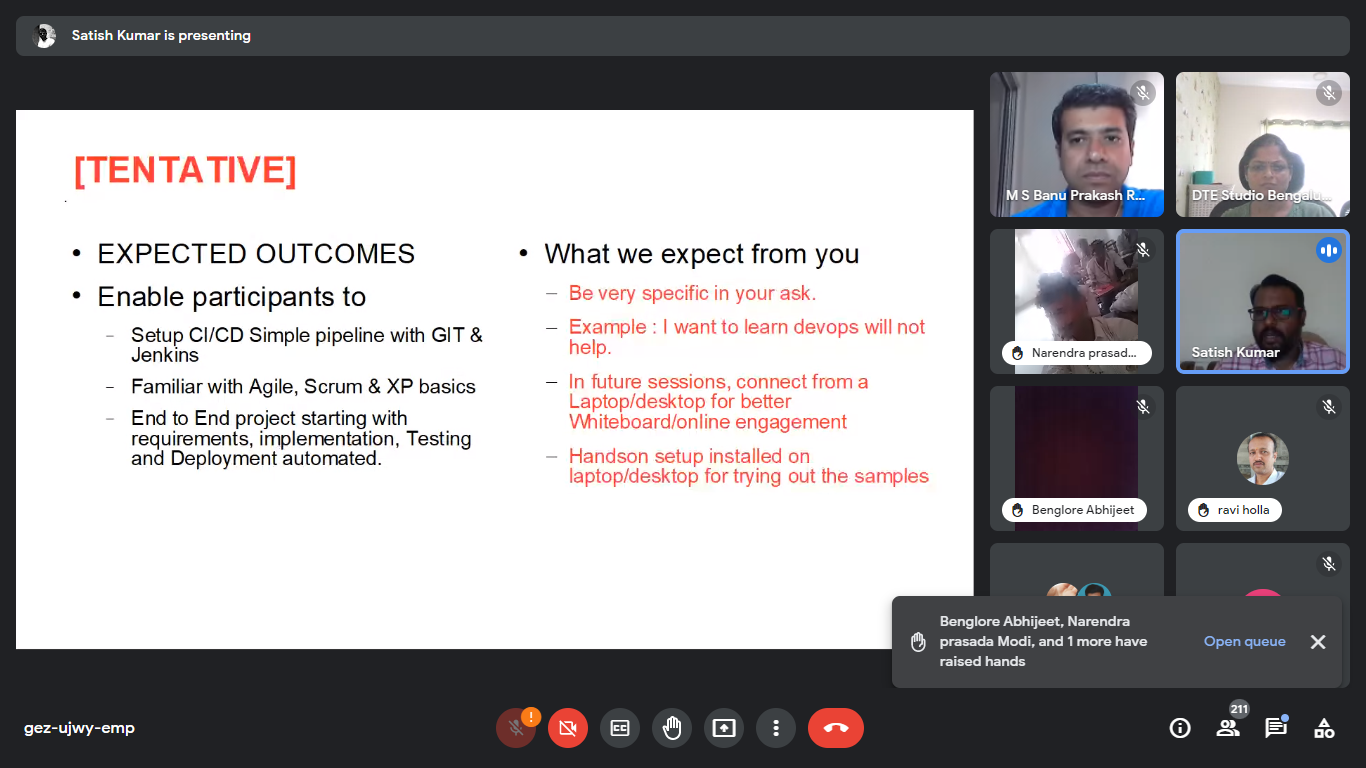 Satish Kumar is presenting
[TENTATIVE]
• EXPECTED OUTCOMES
• Enable participants to
– Setup CI/CD Simple pipeline with GIT &
Jenkins
– Familiar with Agile, Scrum & XP basics
– End to End project starting with
requirements, implementation, Testing
and Deployment automated.
• What we expect from you
– Be very specific in your ask.
– Example : I want to learn devops will not
help.
– In future sessions, connect from a
Laptop/desktop for better
Whiteboard/online engagement
– Handson setup installed on
laptop/desktop for trying out the samples
M S Banu Prakash R...
DTE Studio Bengalu...
Narendra prasad...
Satish Kumar
Benglore Abhijeet
ravi holla
Benglore Abhijeet, Narendra
prasada Modi, and 1 more have
raised hands
Open queue
gez-ujwy-emp
!
CC
211